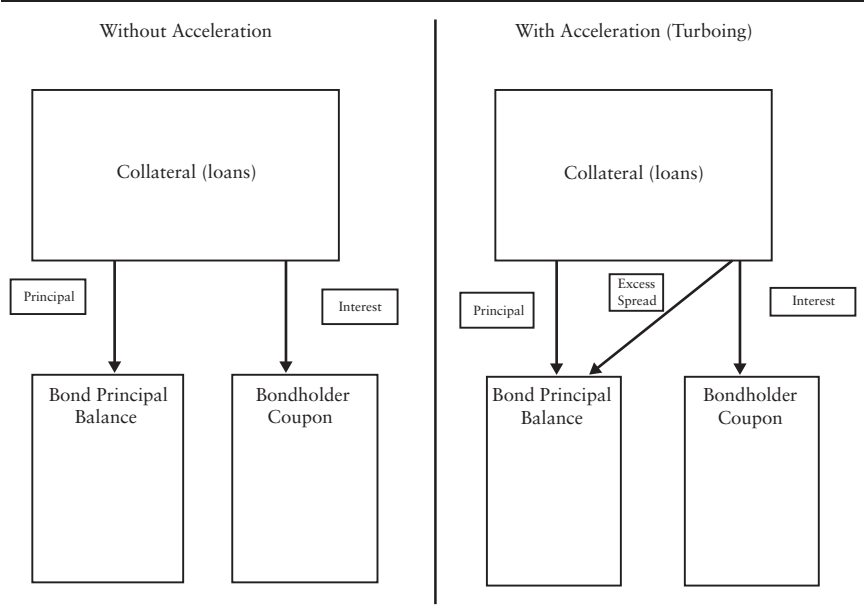 Without Acceleration
Collateral (loans)
Principal
Interest
Bond Principal
Balance
Bondholder
Coupon
With Acceleration (Turboing)
Collateral (loans)
Excess
Spread
Principal
Interest
Bond Principal
Balance
Bondholder
Coupon